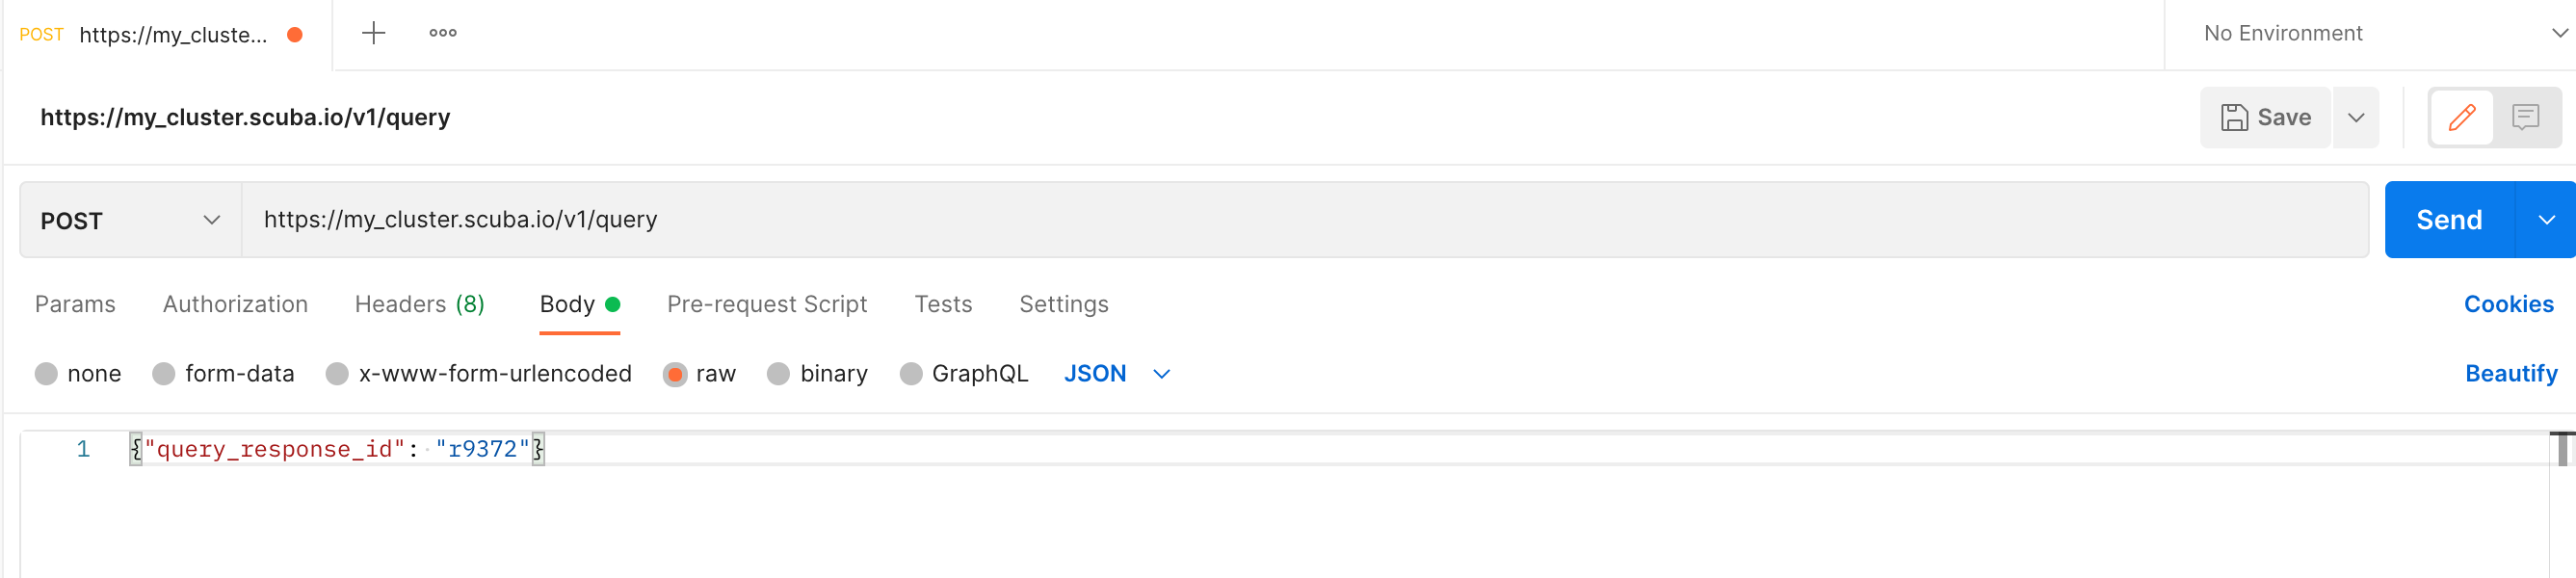 POST https://my_cluste... No Environment
https://my_cluster.scuba.io/v1/query Save
POST https://my_cluster.scuba.io/v1/query Send
Params Authorization Headers (8) Body Pre-request Script Tests Settings Cookies
none form-data x-www-form-urlencoded raw binary GraphQL JSON Beautify
1 {"query_response_id": "r9372"}